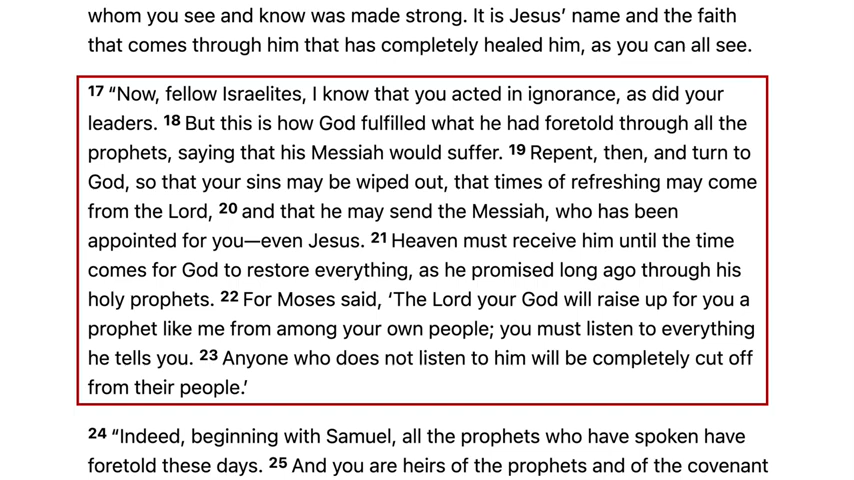 whom you see and know was made strong. It is Jesus’ name and the faith
that comes through him that has completely healed him, as you can all see.
17 “Now, fellow Israelites, I know that you acted in ignorance, as did your
leaders. 18 But this is how God fulfilled what he had foretold through all the
prophets, saying that his Messiah would suffer. 19 Repent, then, and turn to
God, so that your sins may be wiped out, that times of refreshing may come
from the Lord, 20 and that he may send the Messiah, who has been
appointed for you—even Jesus. 21 Heaven must receive him until the time
comes for God to restore everything, as he promised long ago through his
holy prophets. 22 For Moses said, ‘The Lord your God will raise up for you a
prophet like me from among your own people; you must listen to everything
he tells you. 23 Anyone who does not listen to him will be completely cut off
from their people.’
24 “Indeed, beginning with Samuel, all the prophets who have spoken have
foretold these days. 25 And you are heirs of the prophets and of the covenant